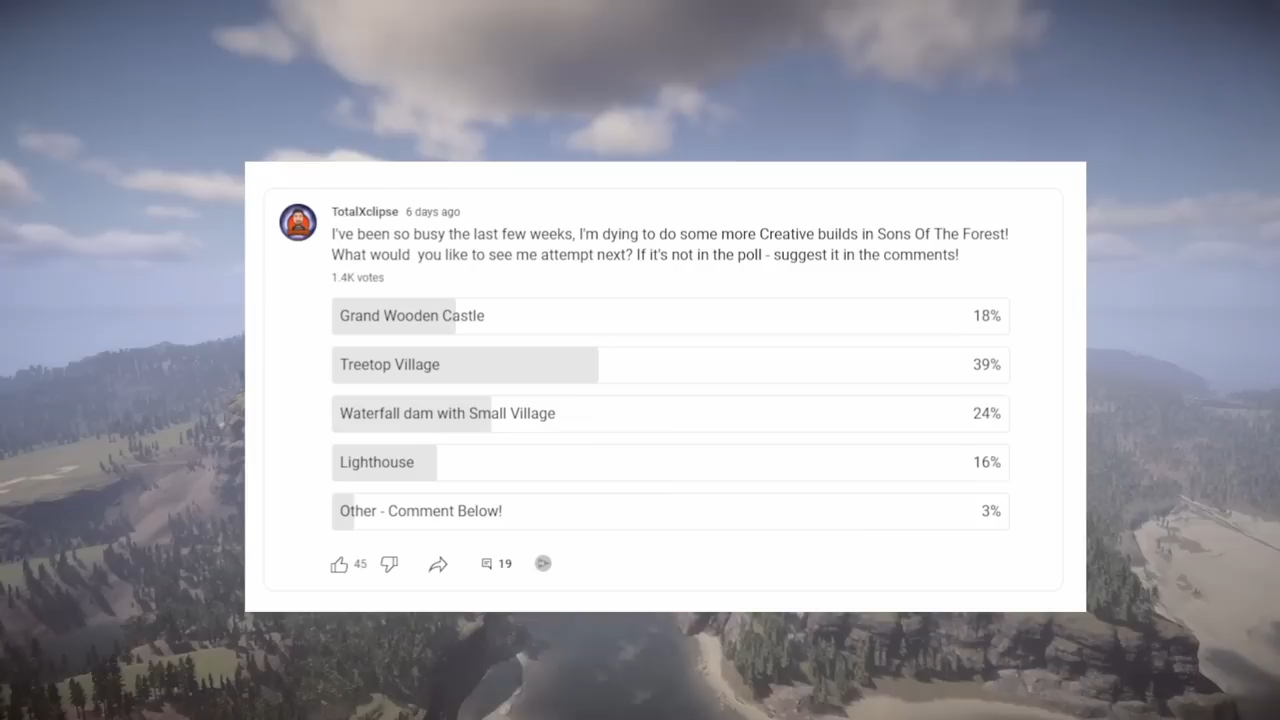 TotalXclipse 6 days ago
I've been so busy the last few weeks, I'm dying to do some more Creative builds in Sons Of The Forest!
What would  you like to see me attempt next? If it's not in the poll - suggest it in the comments!
1.4K votes
Grand Wooden Castle 18%
Treetop Village 39%
Waterfall dam with Small Village 24%
Lighthouse 16%
Other - Comment Below! 3%
45 19